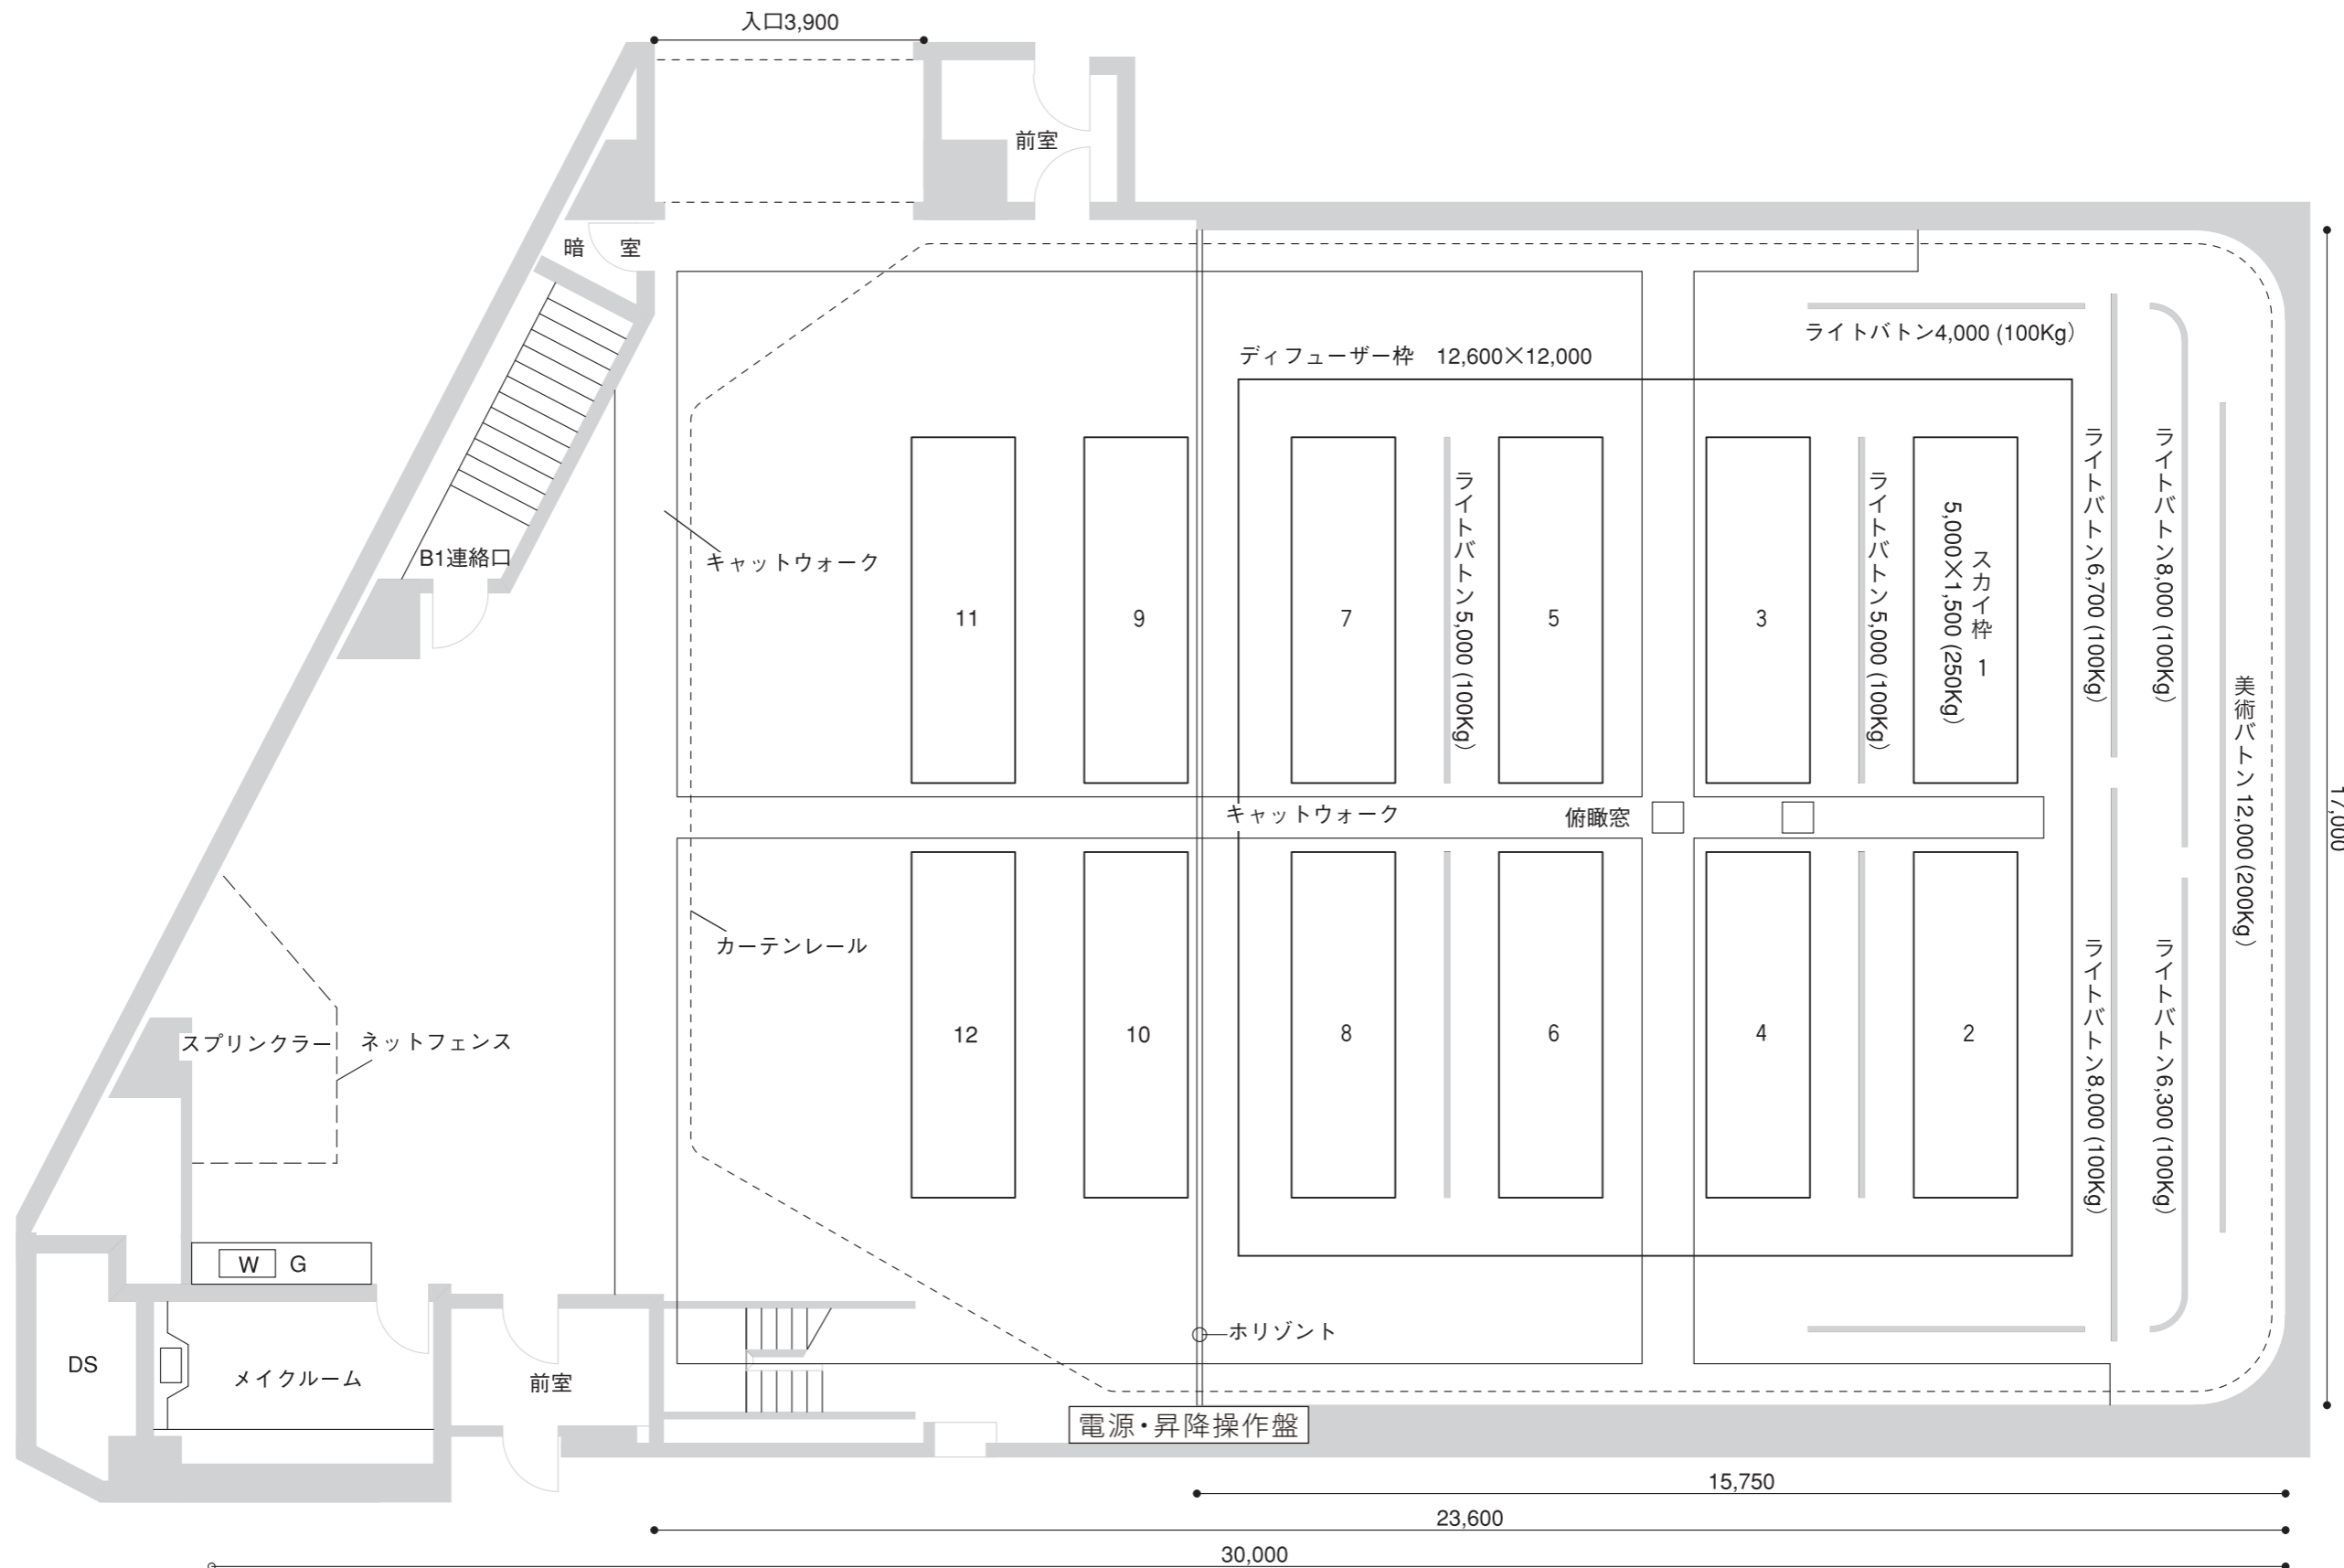 入口3,900
前室
暗 室
ライトバトン4,000 (100Kg)
ディフューザー枠 12,600×12,000
B1連絡口
キャットウォーク
11
9
7
ライトバトン5,000 (100Kg)
5
3
ライトバトン5,000 (100Kg)
スカイ枠 1
5,000×1,500 (250Kg)
ライトバトン6,700 (100Kg)
ライトバトン8,000 (100Kg)
美術バトン12,000 (200Kg)
17,000
キャットウォーク
俯瞰窓
カーテンレール
スプリンクラー
ネットフェンス
12
10
8
6
4
2
ライトバトン8,000 (100Kg)
ライトバトン6,300 (100Kg)
W G
DS
メイクルーム
前室
ホリゾント
電源・昇降操作盤
15,750
23,600
30,000